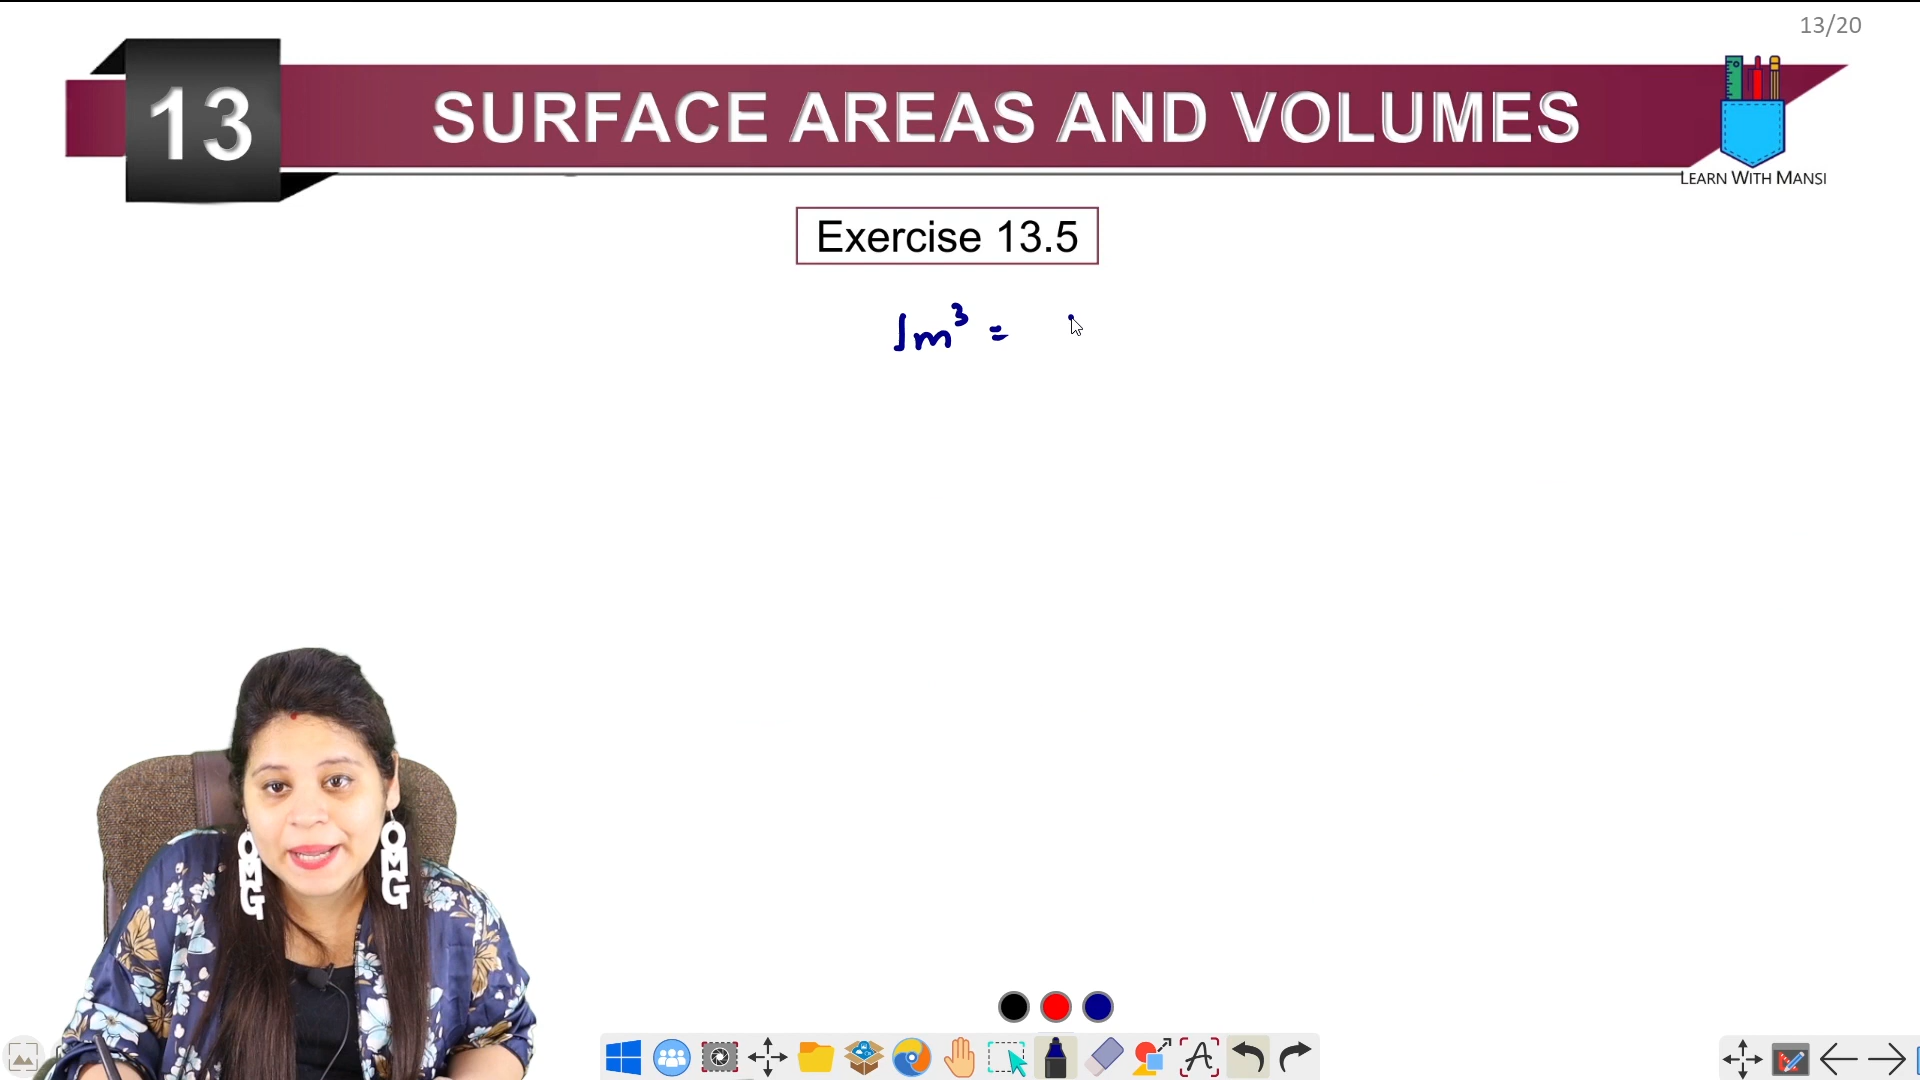 13/20
13 SURFACE AREAS AND VOLUMES
LEARN WITH MANSI
Exercise 13.5
1m³ =
OMG OMG